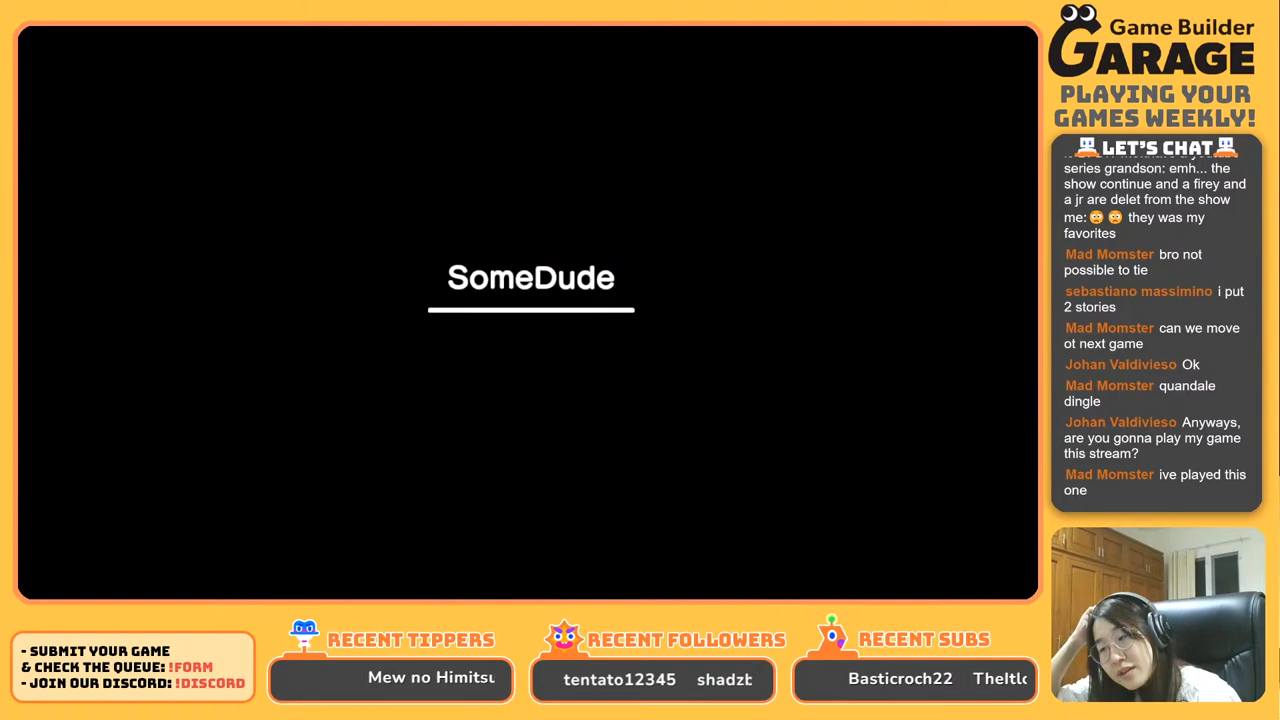 SomeDude
Game Builder
GARAGE
PLAYING YOUR
GAMES WEEKLY!
LET'S CHAT
series grandson: emh... the
show continue and a firey and
a jr are delet from the show
me:😳 😳 they was my
favorites
Mad Momster bro not
possible to tie
sebastiano massimino i put
2 stories
Mad Momster can we move
ot next game
Johan Valdivieso Ok
Mad Momster quandale
dingle
Johan Valdivieso Anyways,
are you gonna play my game
this stream?
Mad Momster ive played this
one
- SUBMIT YOUR GAME
& CHECK THE QUEUE: !FORM
- JOIN OUR DISCORD: !DISCORD
RECENT TIPPERS
Mew no Himitsu
RECENT FOLLOWERS
tentato12345 shadzb
RECENT SUBS
Basticroch22 TheItl